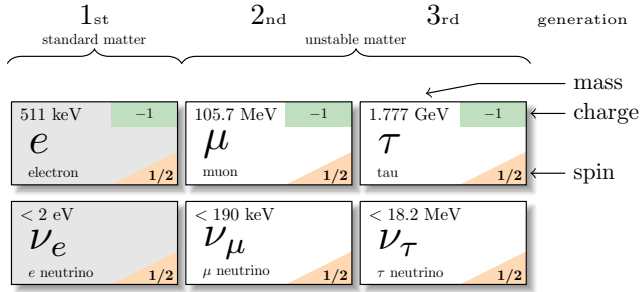 1st 2nd 3rd generation
standard matter unstable matter
mass
511 keV −1 105.7 MeV −1 1.777 GeV −1 charge
e μ τ
electron 1/2 muon 1/2 tau 1/2 spin
< 2 eV < 190 keV < 18.2 MeV
νe νμ ντ
e neutrino 1/2 μ neutrino 1/2 τ neutrino 1/2